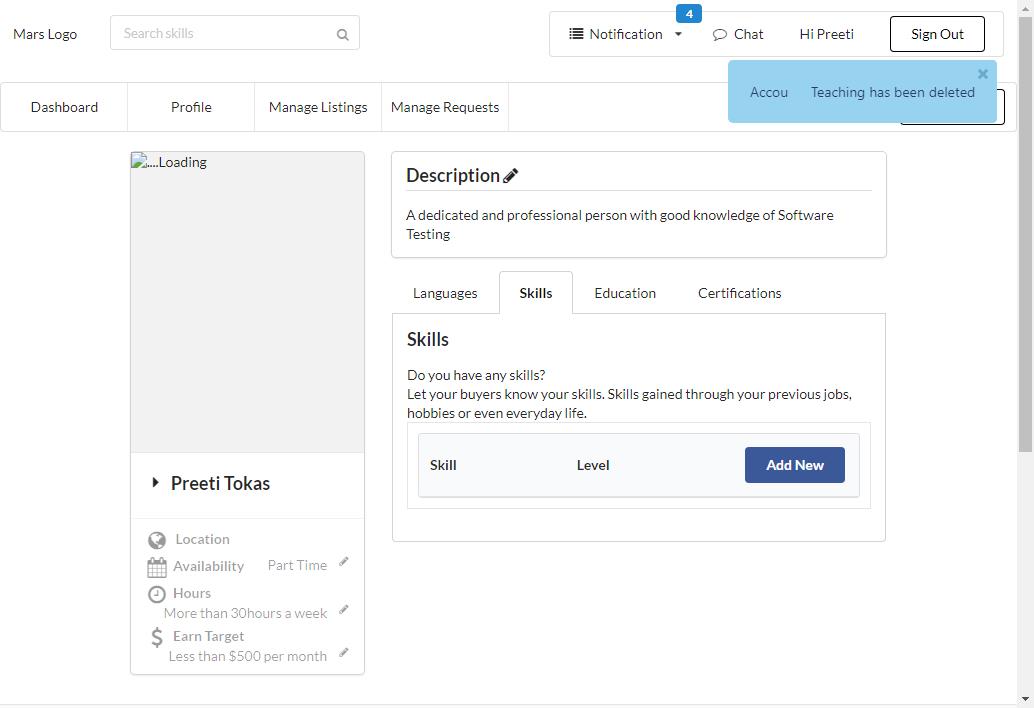 Mars Logo
Search skills
4
Notification
Chat
Hi Preeti
Sign Out
Accou Teaching has been deleted
Dashboard
Profile
Manage Listings
Manage Requests
....Loading
Description
A dedicated and professional person with good knowledge of Software
Testing
Languages
Skills
Education
Certifications
Skills
Do you have any skills?
Let your buyers know your skills. Skills gained through your previous jobs,
hobbies or even everyday life.
Skill
Level
Add New
Preeti Tokas
Location
Availability
Part Time
Hours
More than 30hours a week
Earn Target
Less than $500 per month